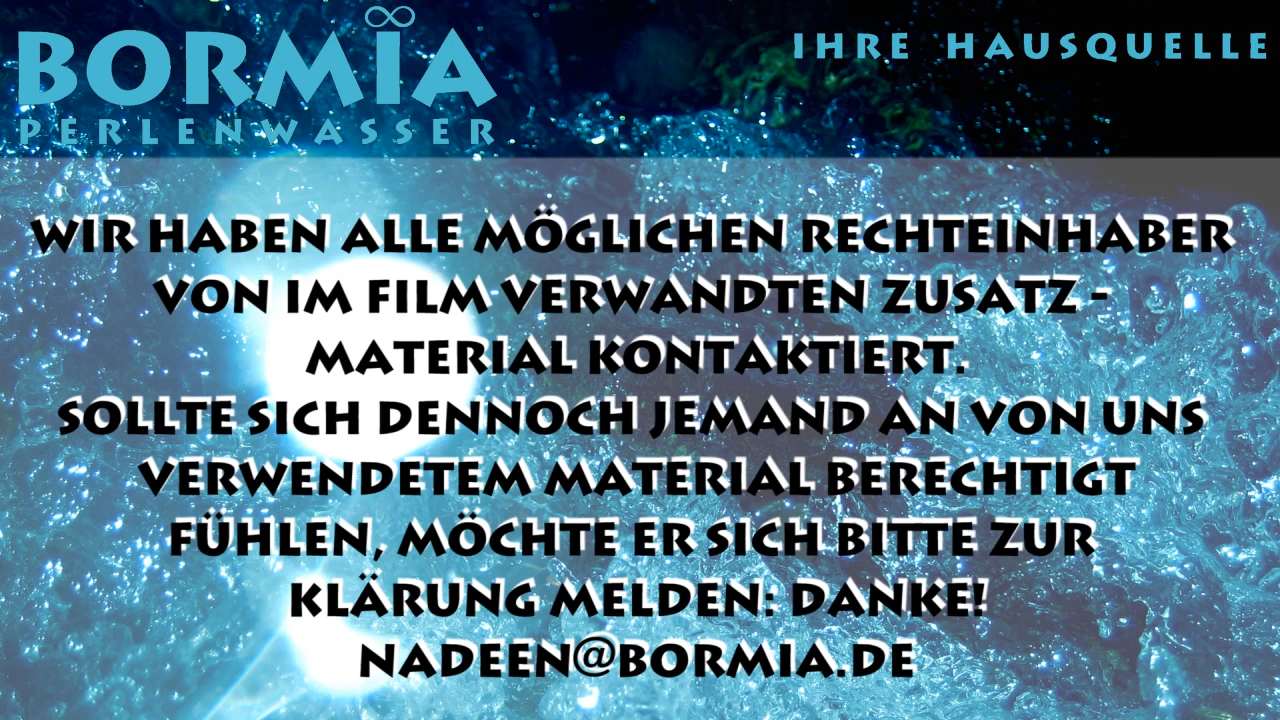 BORMIA
IHRE HAUSQUELLE
PERLENWASSER
WIR HABEN ALLE MÖGLICHEN RECHTEINHABER
VON IM FILM VERWANDTEN ZUSATZ -
MATERIAL KONTAKTIERT.
SOLLTE SICH DENNOCH JEMAND AN VON UNS
VERWENDETEM MATERIAL BERECHTIGT
FÜHLEN, MÖCHTE ER SICH BITTE ZUR
KLÄRUNG MELDEN: DANKE!
NADEEN@BORMIA.DE